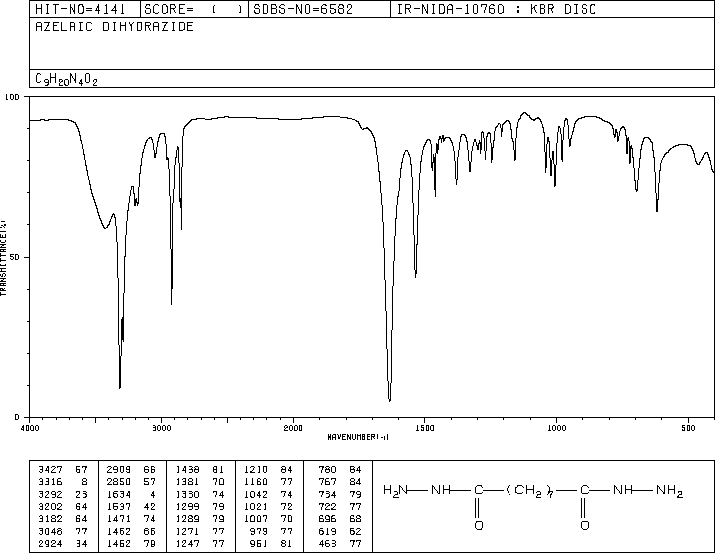 HIT-NO=4141 SCORE= ( ) SDBS-NO=6582 IR-NIDA-10760 : KBR DISC
AZELAIC DIHYDRAZIDE
C9H20N4O2
100
TRANSMITTANCE(%)
50
0
4000 3000 2000 1500 1000 500
WAVENUMBER(-1)
3427 57 2909 66 1438 81 1210 84 780 84
3316 8 2850 57 1381 70 1160 77 767 84
3292 23 1634 4 1330 74 1042 74 734 79
3202 64 1537 42 1299 79 1021 72 722 77
3182 64 1471 74 1289 79 1007 70 696 68
3046 77 1462 66 1271 77 979 77 619 62
2924 34 1452 79 1247 77 951 81 463 77
H2N NH C (CH2)7 C NH NH2
O O